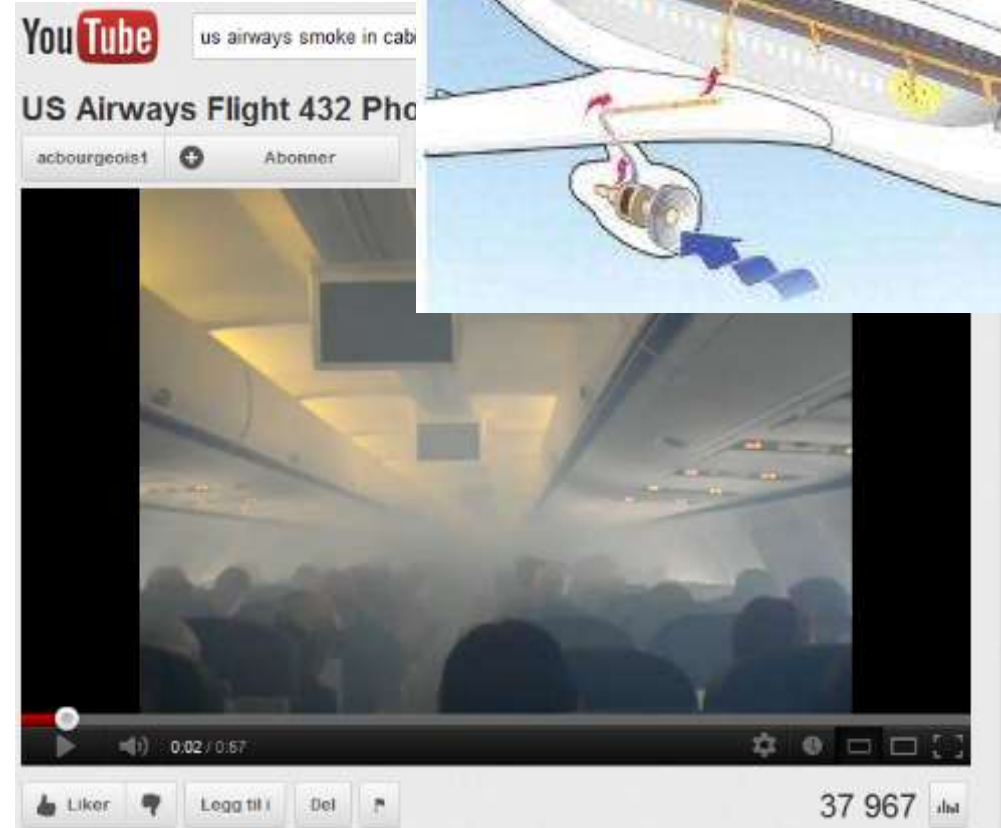 YouTube
us airways smoke in cabi
US Airways Flight 432 Pho
acbourgeois1 Abonner
0:02 / 0:57
Liker Legg til i Del
37 967